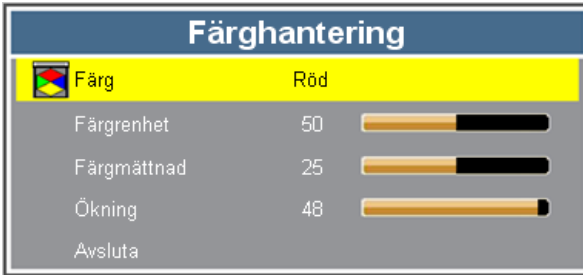 Färghantering
Färg Röd
Färgrenhet 50
Färgmättnad 25
Ökning 48
Avsluta